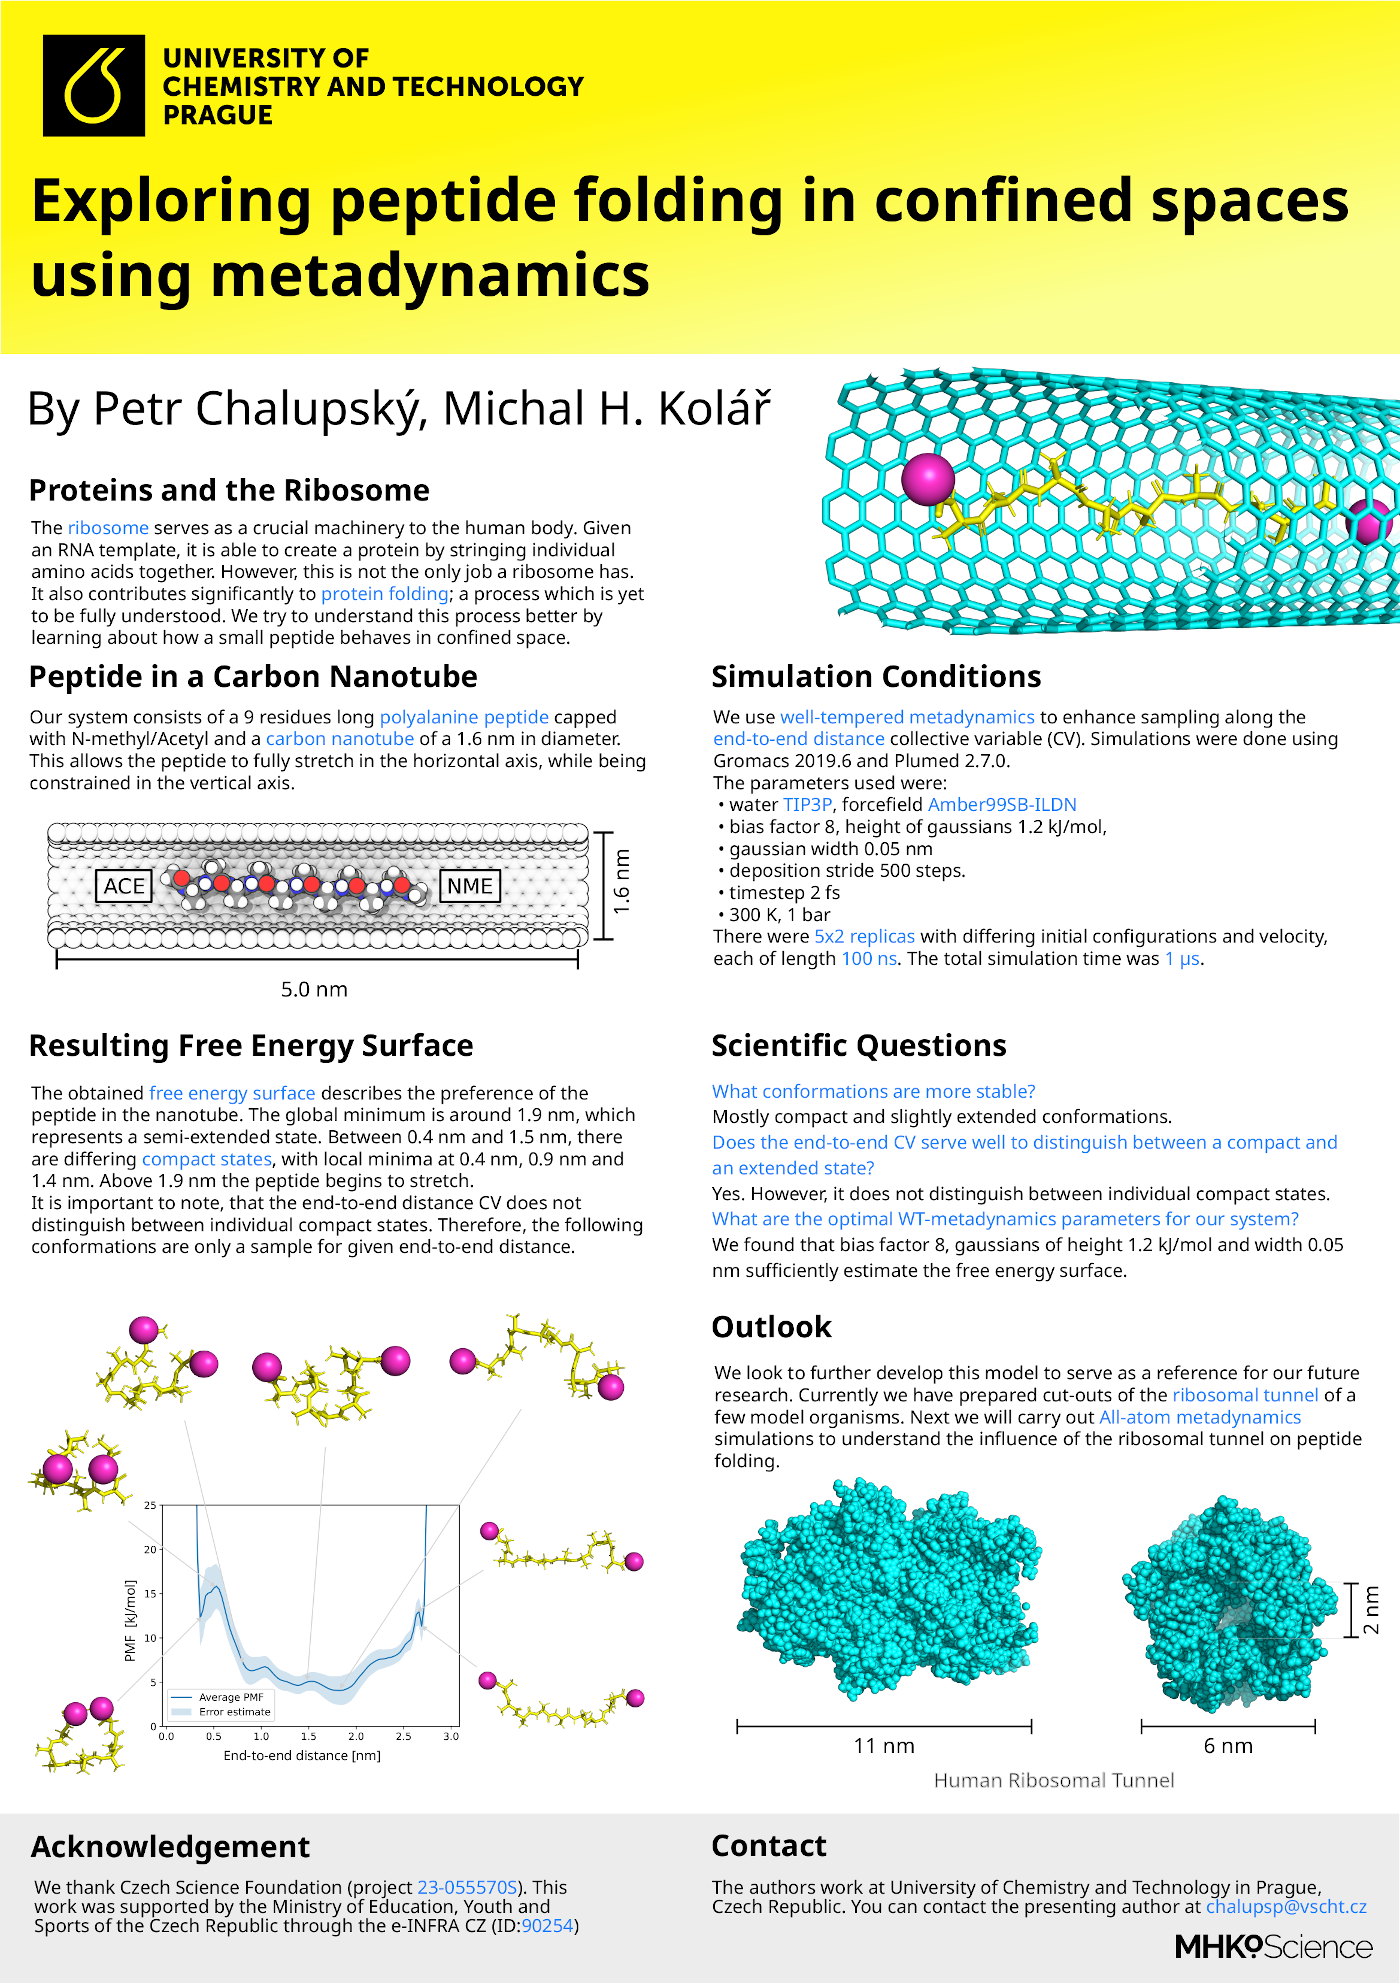 UNIVERSITY OF
CHEMISTRY AND TECHNOLOGY
PRAGUE
Exploring peptide folding in confined spaces
using metadynamics
By Petr Chalupský, Michal H. Kolář
Proteins and the Ribosome
The ribosome serves as a crucial machinery to the human body. Given
an RNA template, it is able to create a protein by stringing individual
amino acids together. However, this is not the only job a ribosome has.
It also contributes significantly to protein folding; a process which is yet
to be fully understood. We try to understand this process better by
learning about how a small peptide behaves in confined space.
Peptide in a Carbon Nanotube
Our system consists of a 9 residues long polyalanine peptide capped
with N-methyl/Acetyl and a carbon nanotube of a 1.6 nm in diameter.
This allows the peptide to fully stretch in the horizontal axis, while being
constrained in the vertical axis.
ACE
NME
1.6 nm
5.0 nm
Simulation Conditions
We use well-tempered metadynamics to enhance sampling along the
end-to-end distance collective variable (CV). Simulations were done using
Gromacs 2019.6 and Plumed 2.7.0.
The parameters used were:
• water TIP3P, forcefield Amber99SB-ILDN
• bias factor 8, height of gaussians 1.2 kJ/mol,
• gaussian width 0.05 nm
• deposition stride 500 steps.
• timestep 2 fs
• 300 K, 1 bar
There were 5x2 replicas with differing initial configurations and velocity,
each of length 100 ns. The total simulation time was 1 µs.
Resulting Free Energy Surface
The obtained free energy surface describes the preference of the
peptide in the nanotube. The global minimum is around 1.9 nm, which
represents a semi-extended state. Between 0.4 nm and 1.5 nm, there
are differing compact states, with local minima at 0.4 nm, 0.9 nm and
1.4 nm. Above 1.9 nm the peptide begins to stretch.
It is important to note, that the end-to-end distance CV does not
distinguish between individual compact states. Therefore, the following
conformations are only a sample for given end-to-end distance.
25
20
15
10
5
0
PMF [kJ/mol]
Average PMF
Error estimate
0.0 0.5 1.0 1.5 2.0 2.5 3.0
End-to-end distance [nm]
Scientific Questions
What conformations are more stable?
Mostly compact and slightly extended conformations.
Does the end-to-end CV serve well to distinguish between a compact and
an extended state?
Yes. However, it does not distinguish between individual compact states.
What are the optimal WT-metadynamics parameters for our system?
We found that bias factor 8, gaussians of height 1.2 kJ/mol and width 0.05
nm sufficiently estimate the free energy surface.
Outlook
We look to further develop this model to serve as a reference for our future
research. Currently we have prepared cut-outs of the ribosomal tunnel of a
few model organisms. Next we will carry out All-atom metadynamics
simulations to understand the influence of the ribosomal tunnel on peptide
folding.
2 nm
11 nm
6 nm
Human Ribosomal Tunnel
Acknowledgement
We thank Czech Science Foundation (project 23-055570S). This
work was supported by the Ministry of Education, Youth and
Sports of the Czech Republic through the e-INFRA CZ (ID:90254)
Contact
The authors work at University of Chemistry and Technology in Prague,
Czech Republic. You can contact the presenting author at chalupsp@vscht.cz
MHKoScience